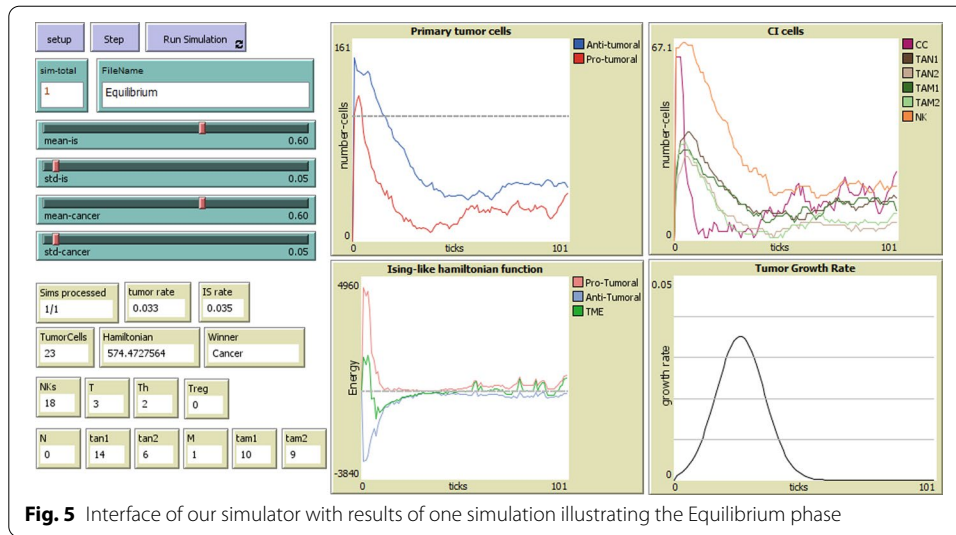 setup Step Run Simulation
sim-total
1
FileName
Equilibrium
mean-is 0.60
std-is 0.05
mean-cancer 0.60
std-cancer 0.05
Sims processed
1/1
tumor rate
0.033
IS rate
0.035
TumorCells
23
Hamiltonian
574.4727564
Winner
Cancer
NKs
18
T
3
Th
2
Treg
0
N
0
tan1
14
tan2
6
M
1
tam1
10
tam2
9
Primary tumor cells
161
number-cells
0
0 ticks 101
Anti-tumoral
Pro-tumoral
CI cells
67.1
number-cells
0
0 ticks 101
CC
TAN1
TAN2
TAM1
TAM2
NK
Ising-like hamiltonian function
4960
Energy
-3840
0 ticks 101
Pro-Tumoral
Anti-Tumoral
TME
Tumor Growth Rate
0.05
growth rate
0
0 ticks 101
Fig. 5 Interface of our simulator with results of one simulation illustrating the Equilibrium phase